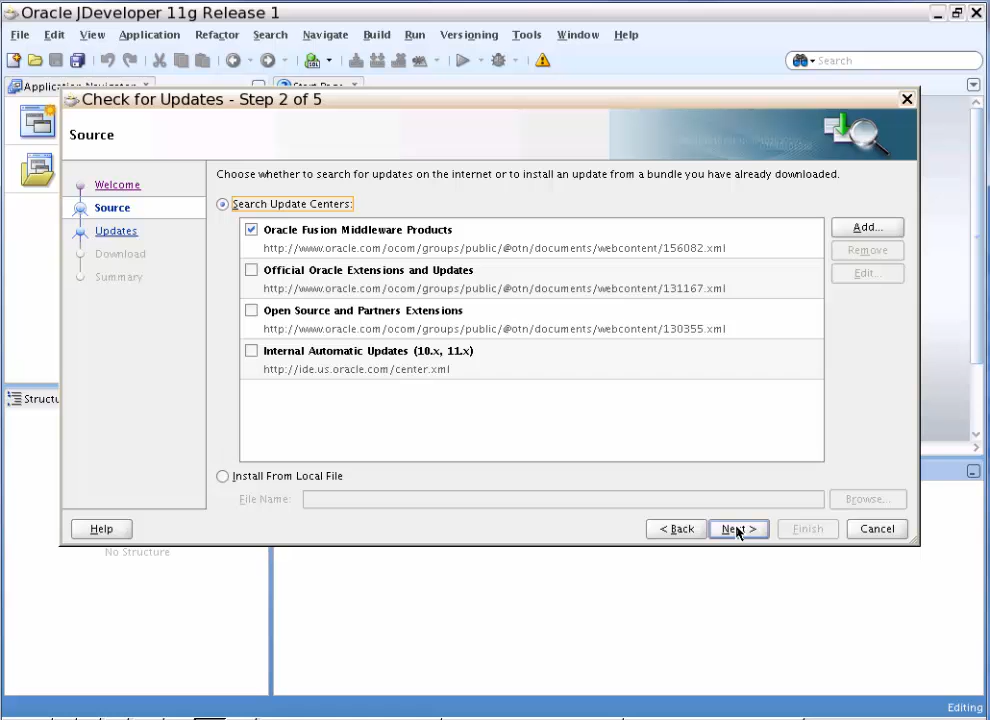 Oracle JDeveloper 11g Release 1
File Edit View Application Refactor Search Navigate Build Run Versioning Tools Window Help
Search
Start Page
Check for Updates - Step 2 of 5
Source
Choose whether to search for updates on the internet or to install an update from a bundle you have already downloaded.
Welcome
Source
Updates
Download
Summary
Search Update Centers:
Oracle Fusion Middleware Products
http://www.oracle.com/ocom/groups/public/@otn/documents/webcontent/156082.xml
Official Oracle Extensions and Updates
http://www.oracle.com/ocom/groups/public/@otn/documents/webcontent/131167.xml
Open Source and Partners Extensions
http://www.oracle.com/ocom/groups/public/@otn/documents/webcontent/130355.xml
Internal Automatic Updates (10.x, 11.x)
http://ide.us.oracle.com/center.xml
Add...
Remove
Edit...
Install From Local File
File Name:
Browse...
Help
< Back
Next >
Finish
Cancel
Structu
No Structure
Editing